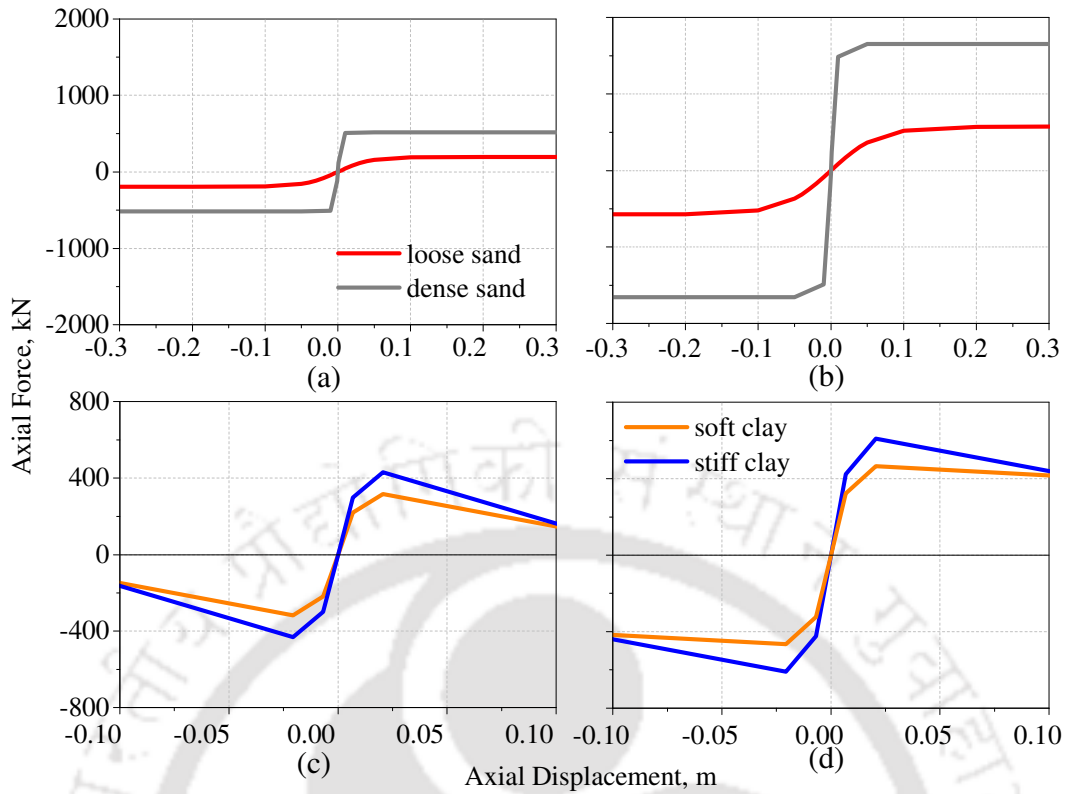 2000
1000
0
-1000
-2000
-0.3 -0.2 -0.1 0.0 0.1 0.2 0.3
loose sand
dense sand
(a)
-0.3 -0.2 -0.1 0.0 0.1 0.2 0.3
(b)
Axial Force, kN
800
400
0
-400
-800
-0.10 -0.05 0.00 0.05 0.10
(c)
soft clay
stiff clay
-0.10 -0.05 0.00 0.05 0.10
(d)
Axial Displacement, m